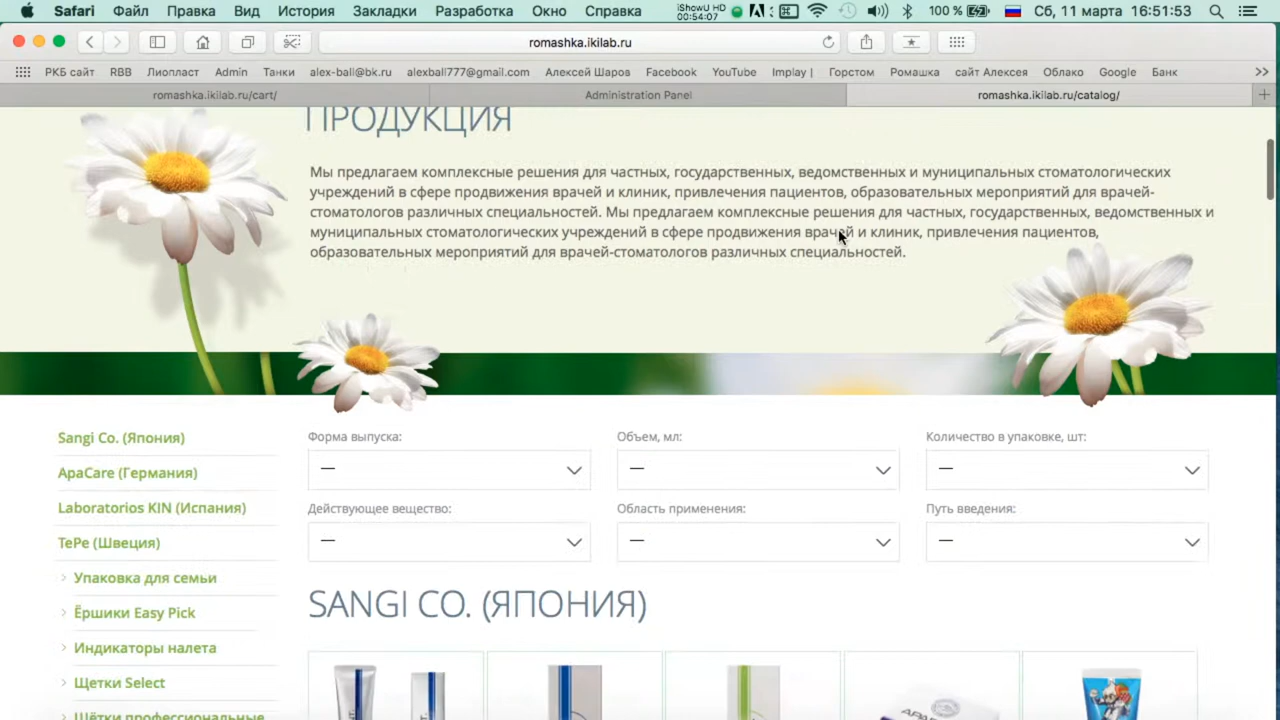 Safari Файл Правка Вид История Закладки Разработка Окно Справка iShowU HD 00:54:07 100 % Сб, 11 марта 16:51:53
romashka.ikilab.ru
РКБ сайт RBB Лиопласт Admin Танки alex-ball@bk.ru alexball777@gmail.com Алексей Шаров Facebook YouTube Implay | Горстом Ромашка сайт Алексея Облако Google Банк >>
romashka.ikilab.ru/cart/ Administration Panel romashka.ikilab.ru/catalog/ +
ПРОДУКЦИЯ
Мы предлагаем комплексные решения для частных, государственных, ведомственных и муниципальных стоматологических
учреждений в сфере продвижения врачей и клиник, привлечения пациентов, образовательных мероприятий для врачей-
стоматологов различных специальностей. Мы предлагаем комплексные решения для частных, государственных, ведомственных и
муниципальных стоматологических учреждений в сфере продвижения врачей и клиник, привлечения пациентов,
образовательных мероприятий для врачей-стоматологов различных специальностей.
Sangi Co. (Япония)
ApaCare (Германия)
Laboratorios KIN (Испания)
TePe (Швеция)
Упаковка для семьи
Ёршики Easy Pick
Индикаторы налета
Щетки Select
Щётки профессиональные
Форма выпуска: Объем, мл: Количество в упаковке, шт:
— — —
Действующее вещество: Область применения: Путь введения:
— — —
SANGI CO. (ЯПОНИЯ)